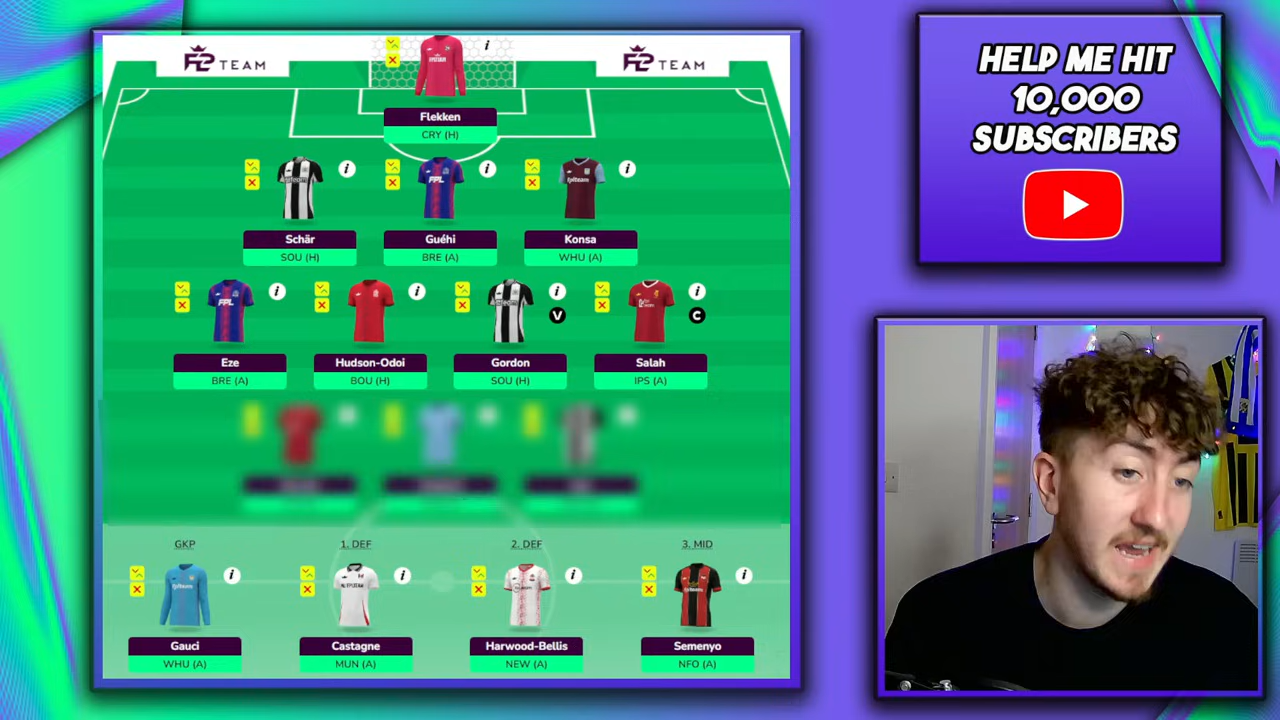 TEAM
TEAM
Flekken
CRY (H)
FPL
Schär
SOU (H)
Guéhi
BRE (A)
Konsa
WHU (A)
FPL
V
C
Eze
BRE (A)
Hudson-Odoi
BOU (H)
Gordon
SOU (H)
Salah
IPS (A)
GKP
1. DEF
2. DEF
3. MID
Gauci
WHU (A)
Castagne
MUN (A)
Harwood-Bellis
NEW (A)
Semenyo
NFO (A)
HELP ME HIT
10,000
SUBSCRIBERS